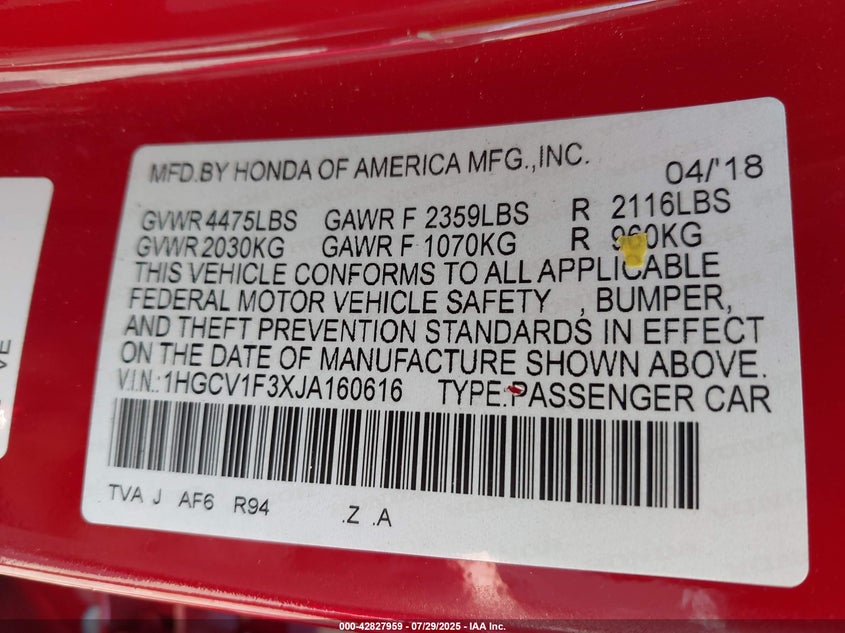 MFD.BY HONDA OF AMERICA MFG.,INC. 04/'18
GVWR 4475LBS GAWR F 2359LBS R 2116LBS
GVWR 2030KG GAWR F 1070KG R 960KG
THIS VEHICLE CONFORMS TO ALL APPLICABLE
FEDERAL MOTOR VEHICLE SAFETY , BUMPER,
AND THEFT PREVENTION STANDARDS IN EFFECT
ON THE DATE OF MANUFACTURE SHOWN ABOVE.
V.I.N.:1HGCV1F3XJA160616 TYPE:PASSENGER CAR
TVA J AF6 R94 .Z .A
VE
000-42827959 - 07/29/2025 - IAA Inc.